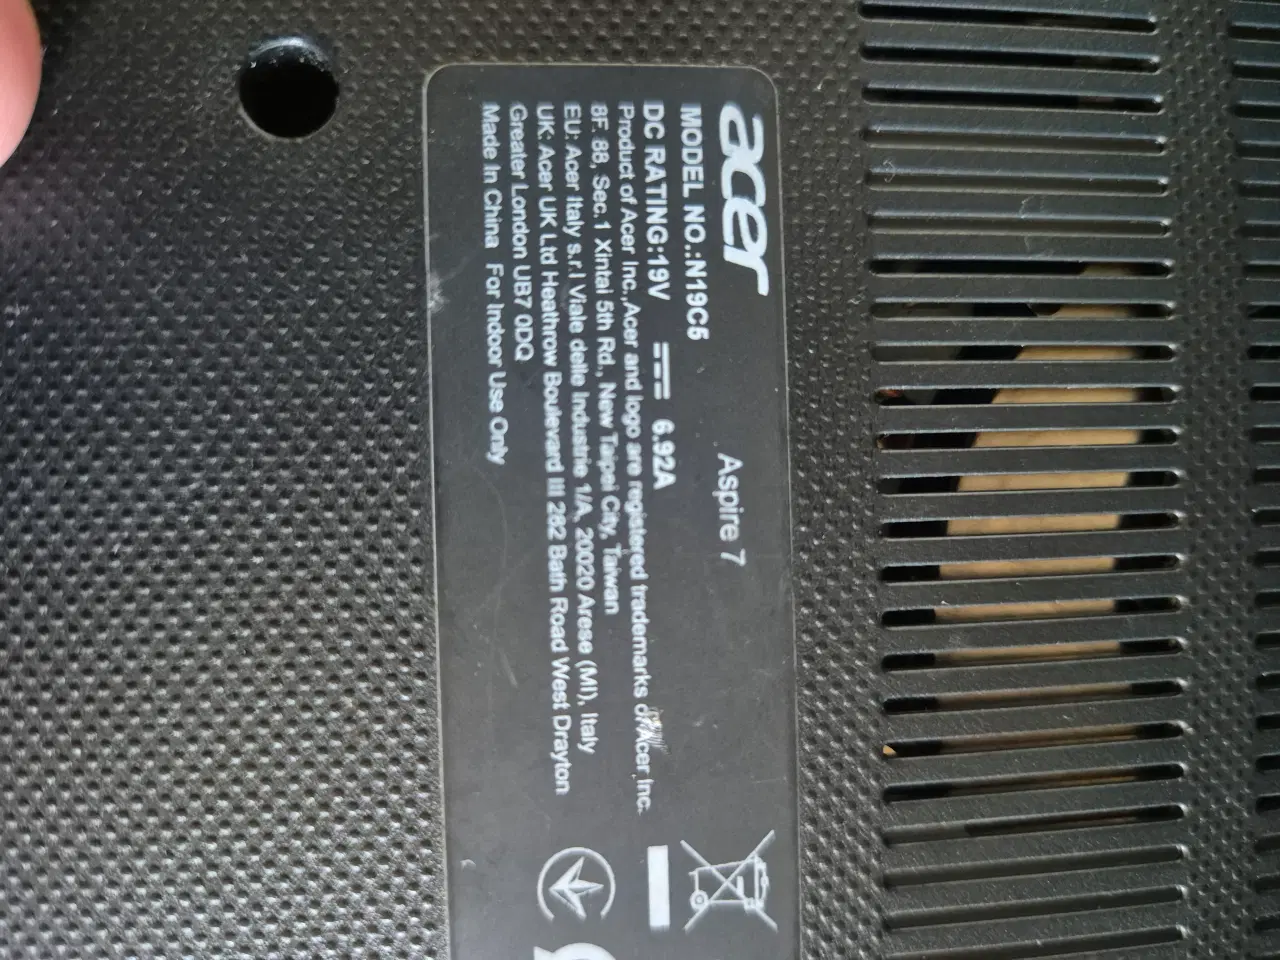 acer
Aspire 7
MODEL NO.:N19C5
DC RATING:19V 6.92A
Product of Acer Inc.,Acer and logo are registered trademarks of Acer Inc.
8F. 88, Sec. 1 Xintai 5th Rd., New Taipei City, Taiwan
EU: Acer Italy s.r.l Viale dellie Industrie 1/A, 20020 Arese (MI), Italy
UK: Acer UK Ltd Heathrow Boulevard III 282 Bath Road West Drayton
Greater London UB7 0DQ
Made In China For Indoor Use Only